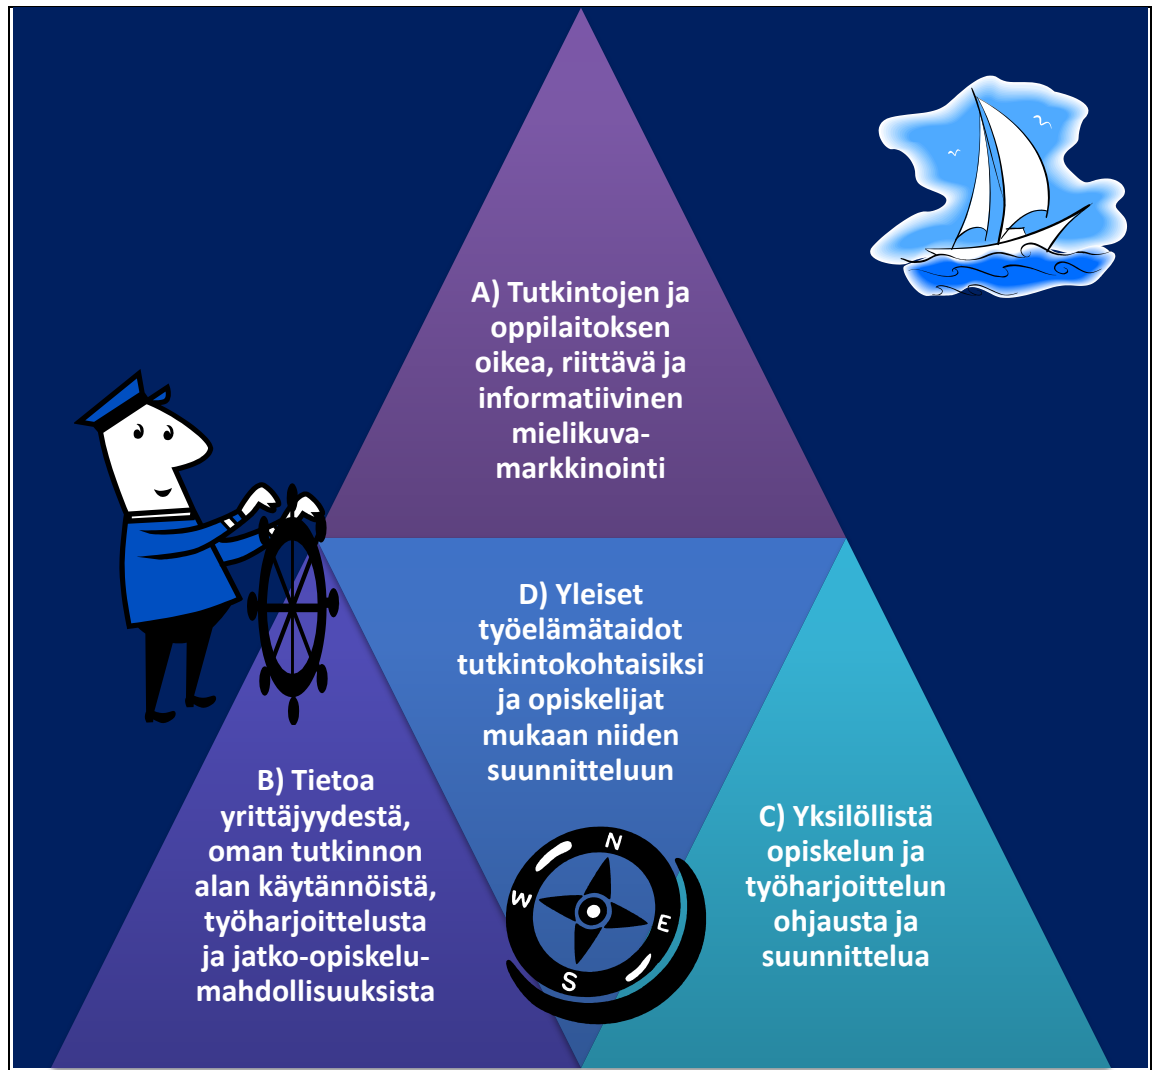 A) Tutkintojen ja
oppilaitoksen
oikea, riittävä ja
informatiivinen
mielikuva-
markkinointi
D) Yleiset
työelämätaidot
tutkintokohtaisiksi
ja opiskelijat
mukaan niiden
suunnitteluun
B) Tietoa
yrittäjyydestä,
oman tutkinnon
alan käytännöistä,
työharjoittelusta
ja jatko-opiskelu-
mahdollisuuksista
C) Yksilöllistä
opiskelun ja
työharjoittelun
ohjausta ja
suunnittelua
N
W
E
S